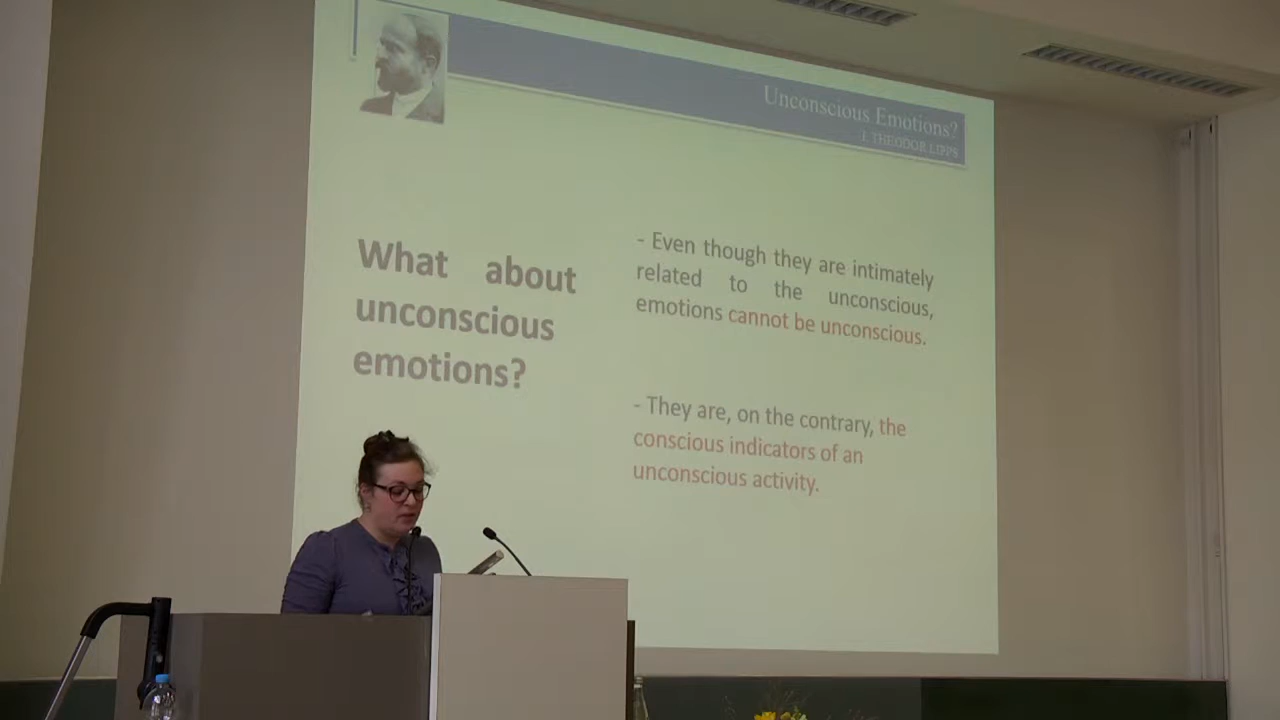 Unconscious Emotions?
I. THEODOR LIPPS
What about
unconscious
emotions?
- Even though they are intimately
related to the unconscious,
emotions cannot be unconscious.
- They are, on the contrary, the
conscious indicators of an
unconscious activity.